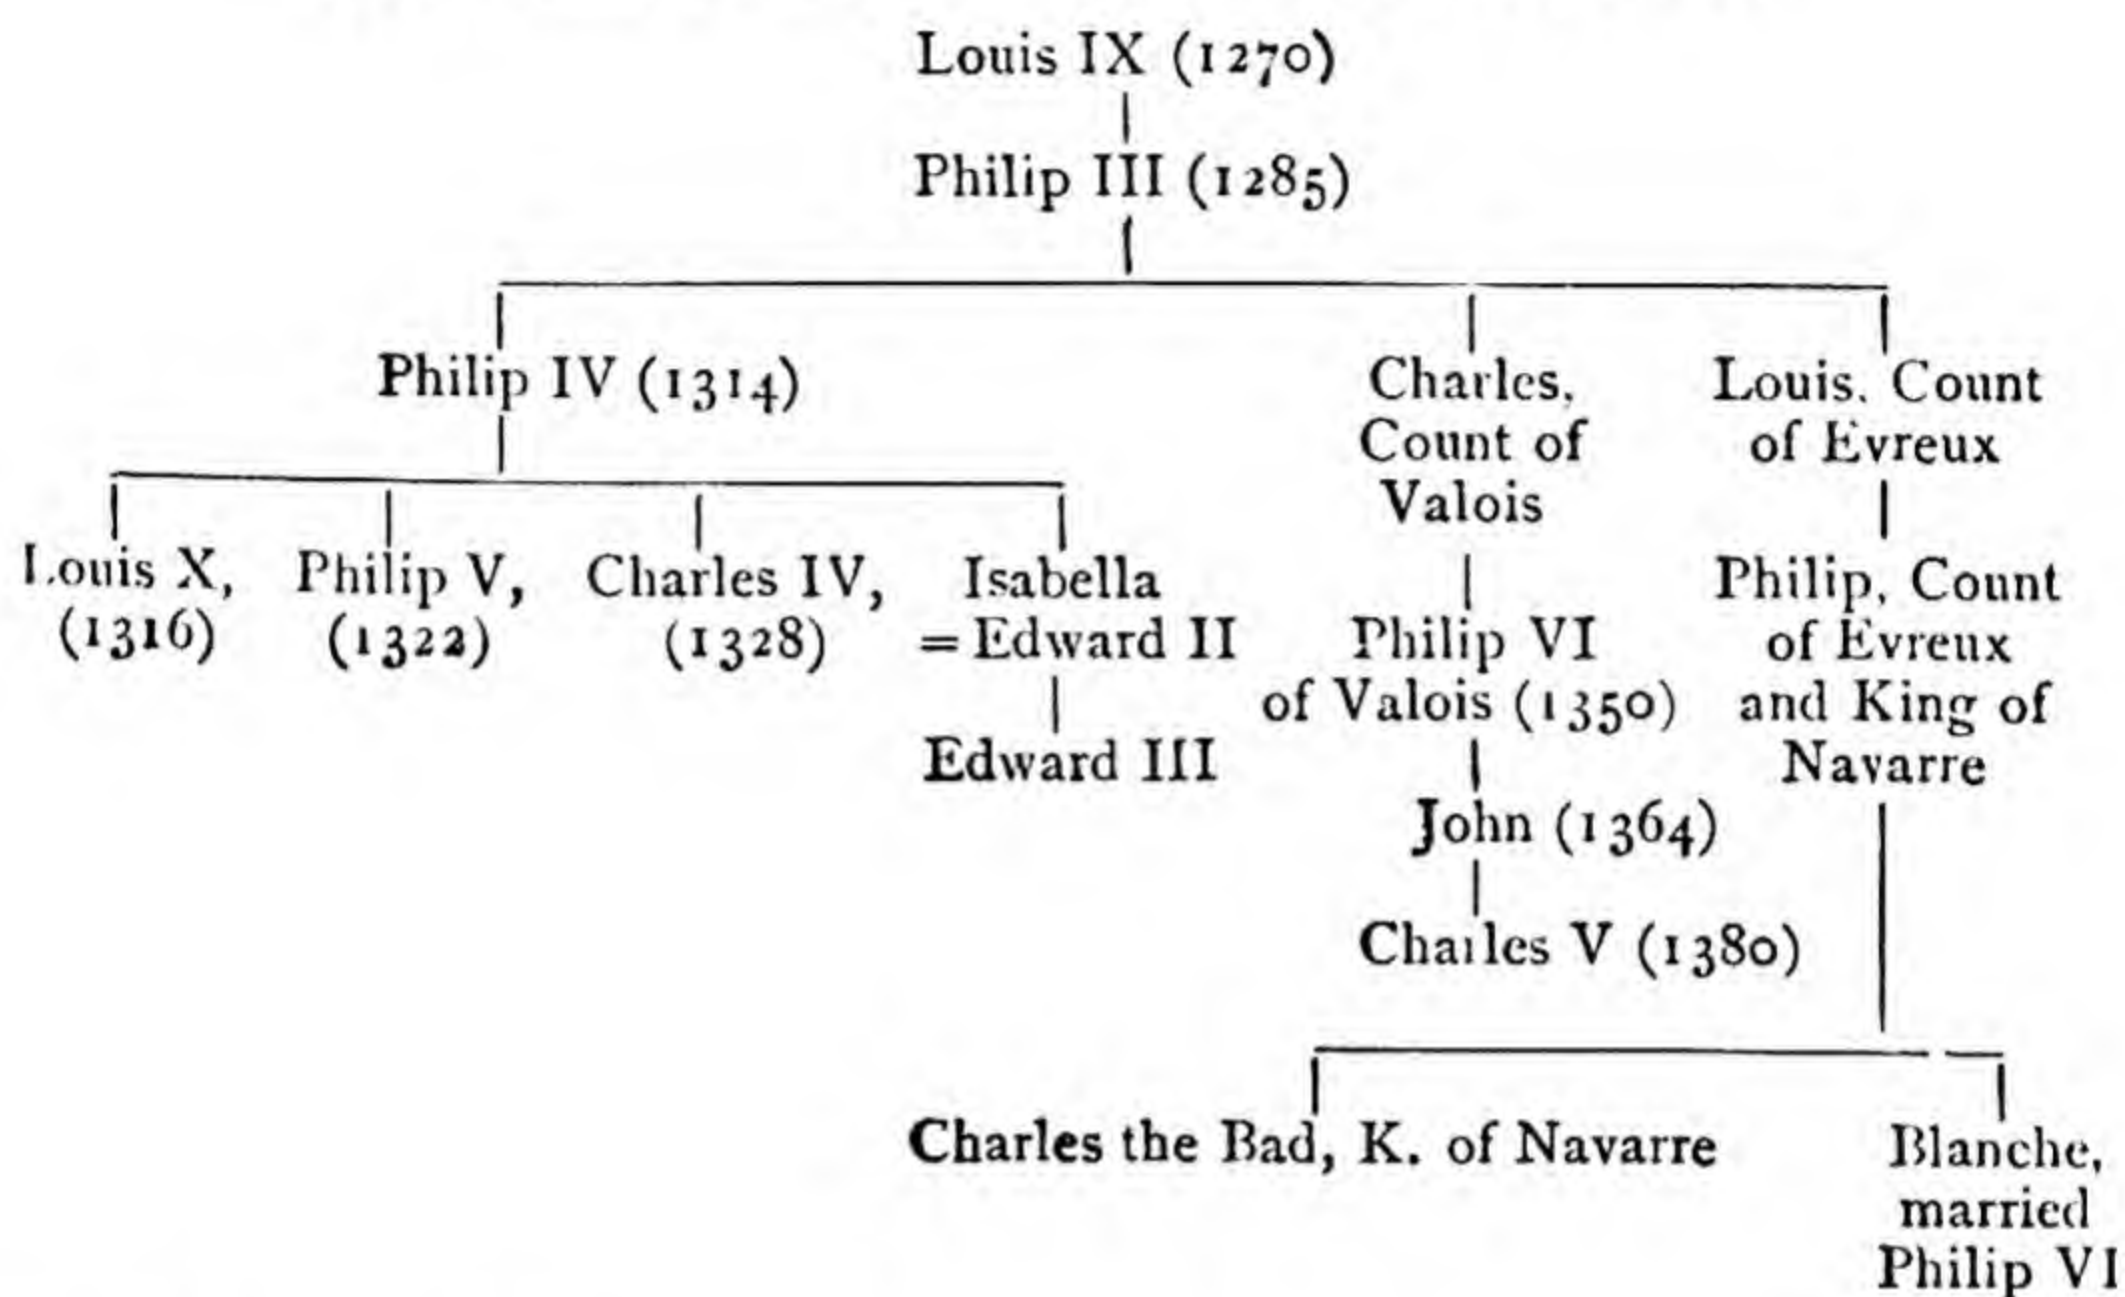 Louis IX (1270)
Philip III (1285)
Philip IV (1314)
Charles,
Count of
Valois
Louis, Count
of Evreux
Louis X,
(1316)
Philip V,
(1322)
Charles IV,
(1328)
Isabella
= Edward II
Edward III
Philip VI
of Valois (1350)
John (1364)
Charles V (1380)
Philip, Count
of Evreux
and King of
Navarre
Charles the Bad, K. of Navarre
Blanche,
married
Philip VI